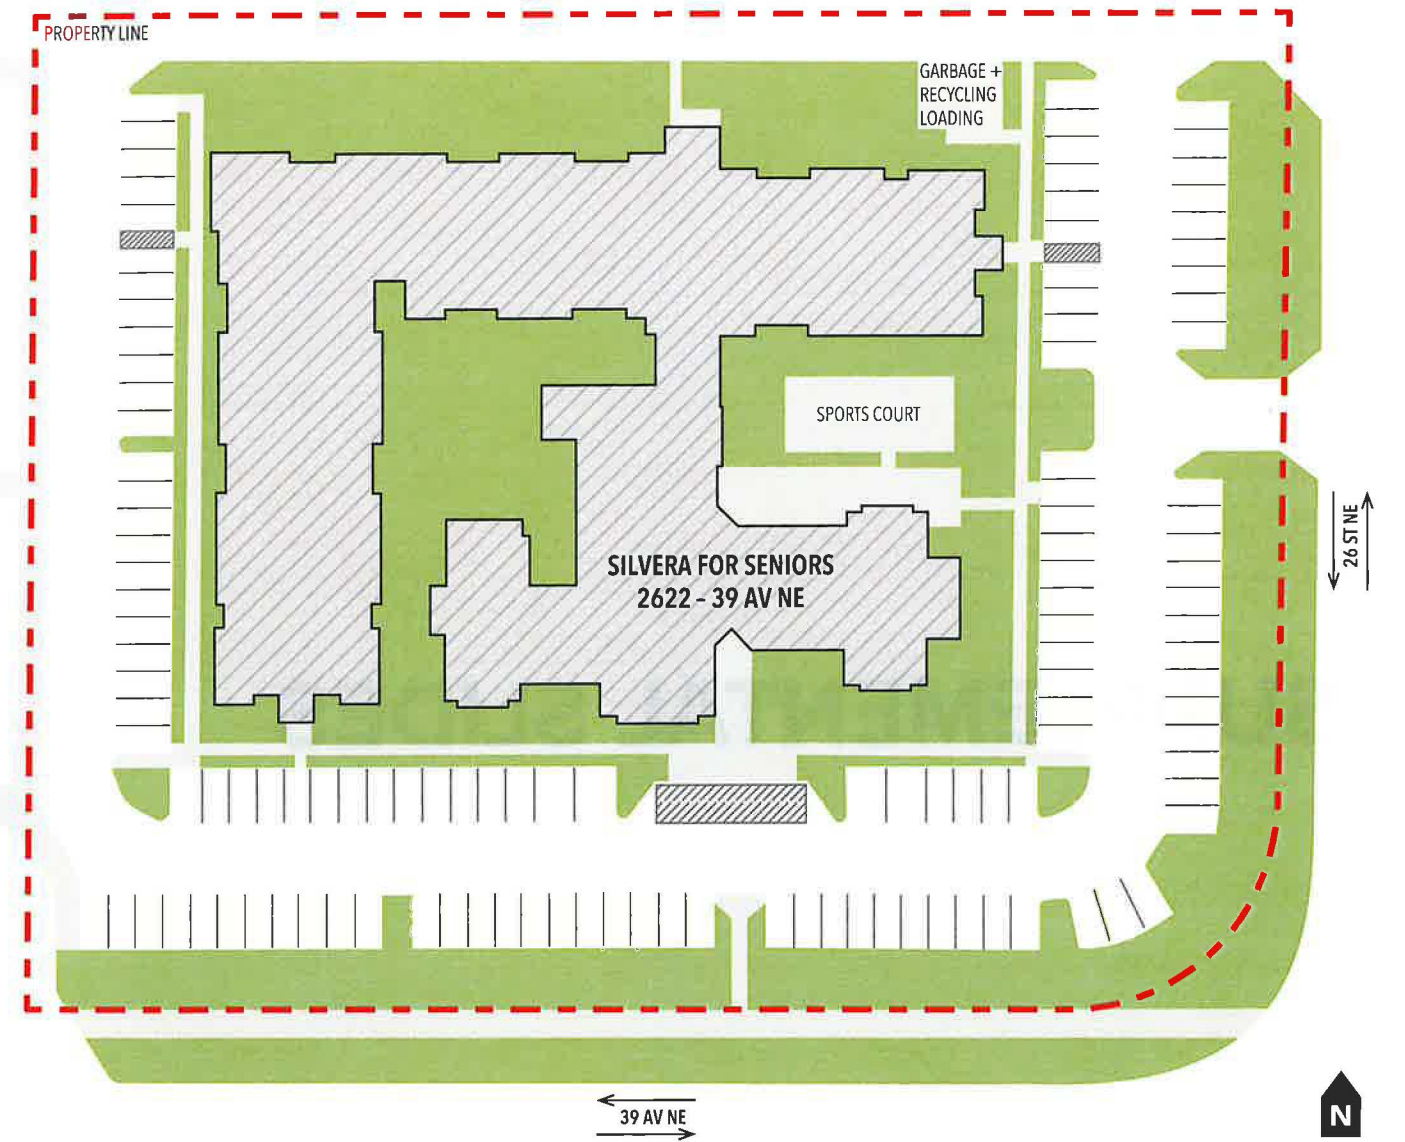 PROPERTY LINE
GARBAGE +
RECYCLING
LOADING
SPORTS COURT
SILVERA FOR SENIORS
2622 - 39 AV NE
26 ST NE
39 AV NE
N